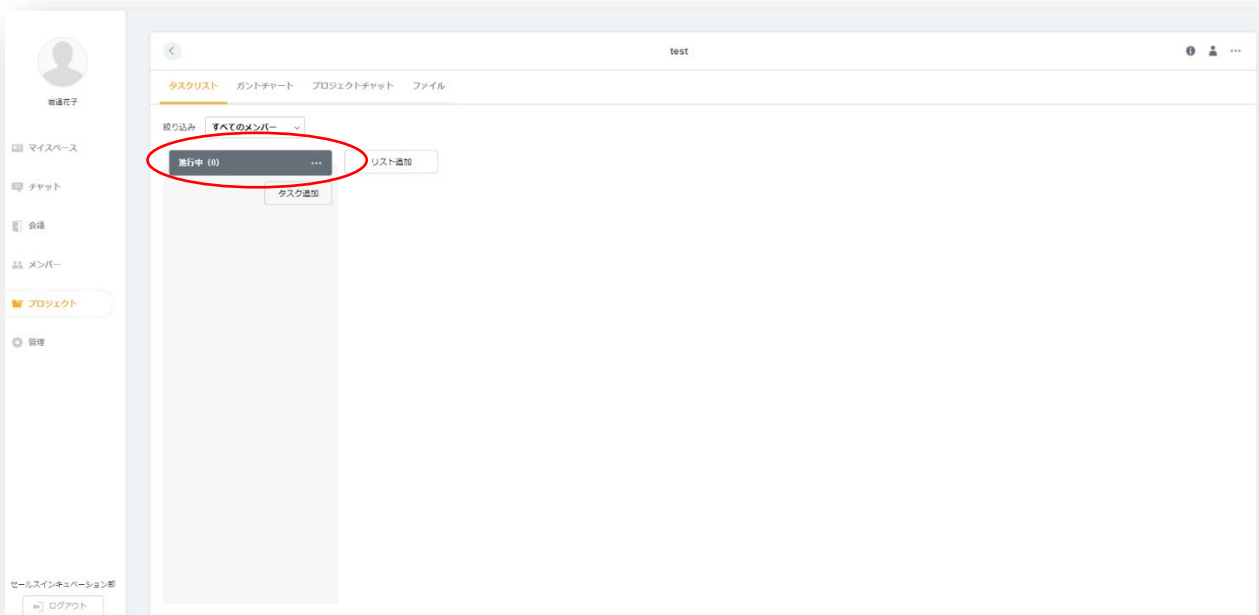 岩通花子
マイスペース
チャット
会議
メンバー
プロジェクト
管理
セールスインキュベーション部
ログアウト
test
タスクリスト ガントチャート プロジェクトチャット ファイル
絞り込み すべてのメンバー
進行中 (0) ... リスト追加
タスク追加